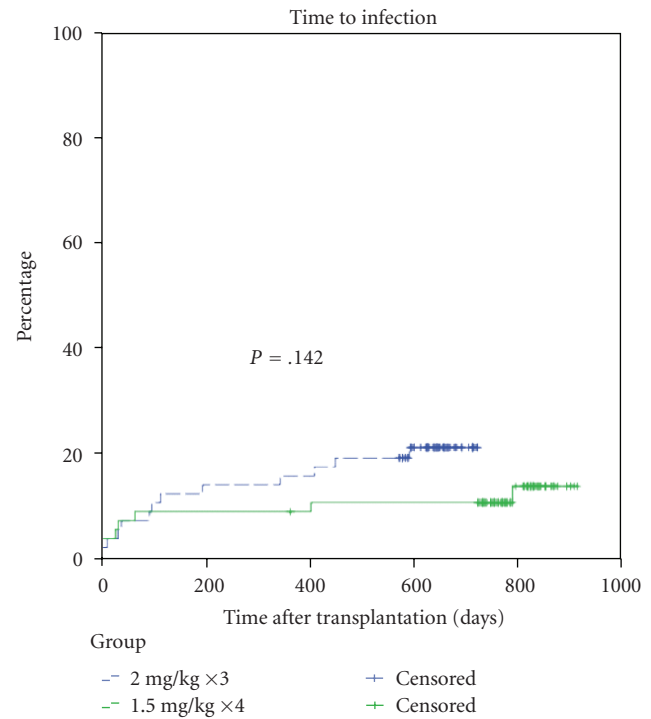 Time to infection
100
80
60
40
20
0
Percentage
P = .142
0 200 400 600 800 1000
Time after transplantation (days)
Group
2 mg/kg ×3 Censored
1.5 mg/kg ×4 Censored